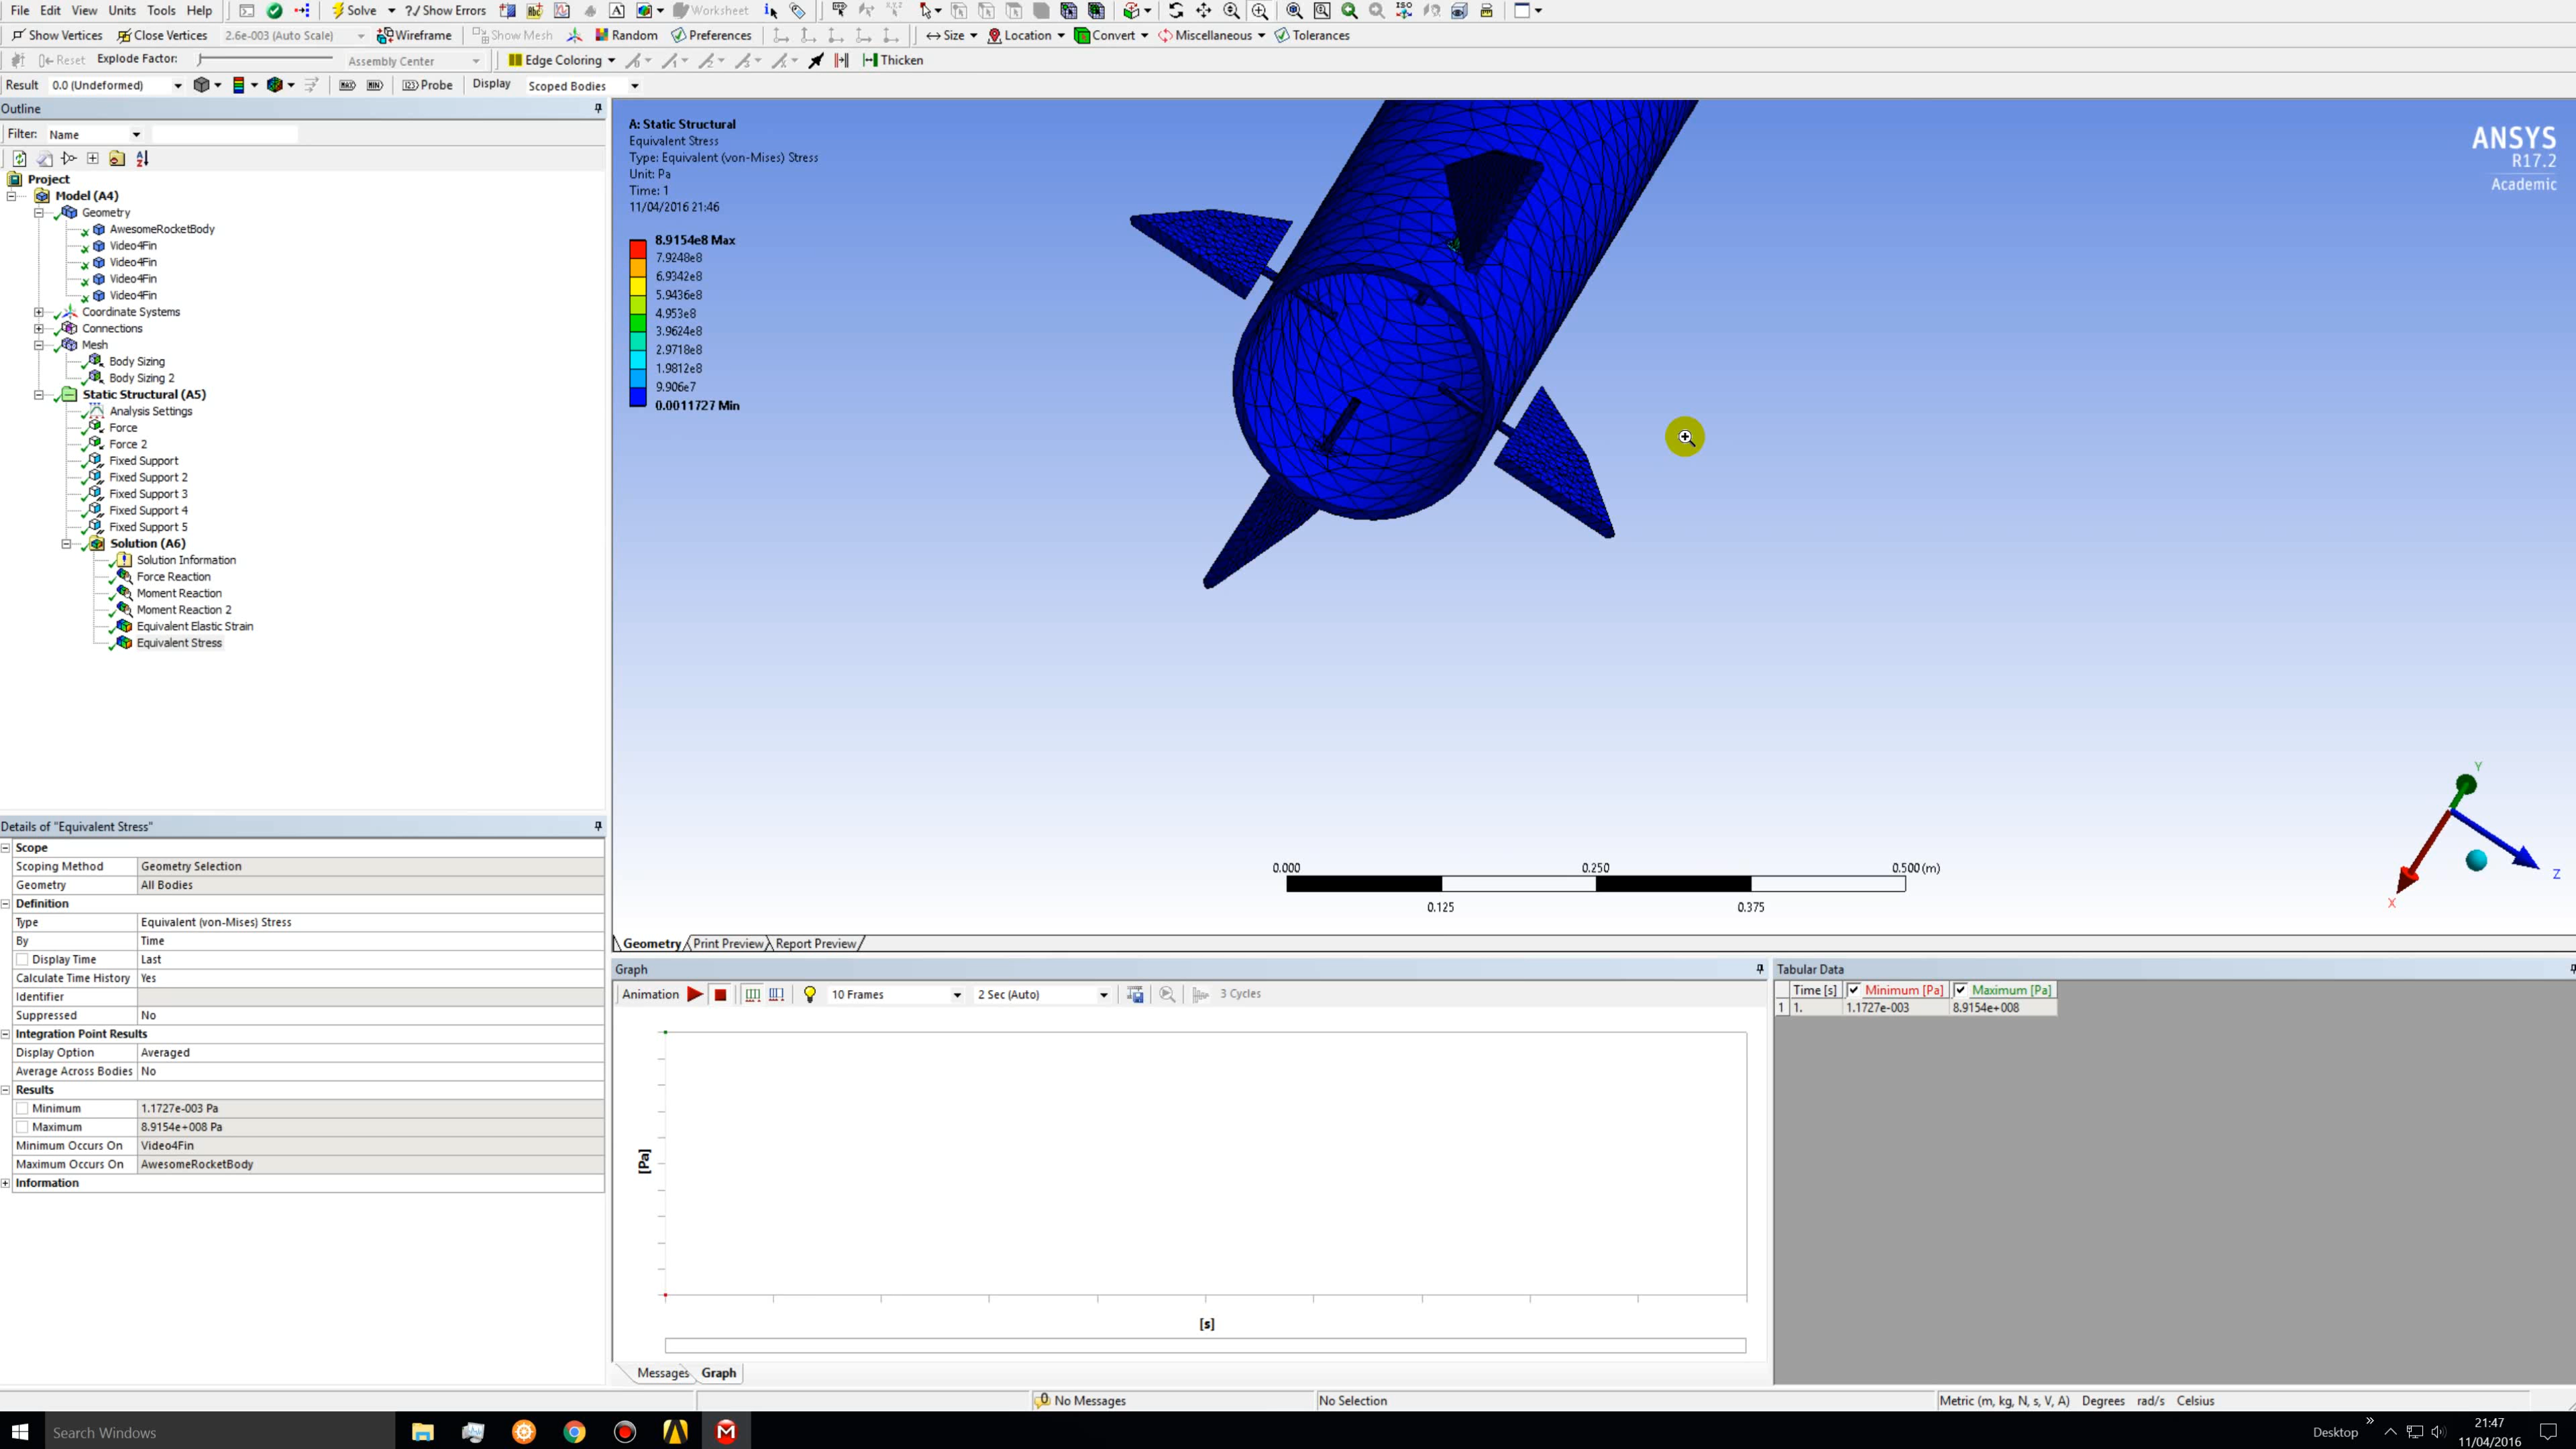 File Edit View Units Tools Help Solve ?/ Show Errors Worksheet
Show Vertices Close Vertices 2.6e-003 (Auto Scale) Wireframe Show Mesh Random Preferences Size Location Convert Miscellaneous Tolerances
Reset Explode Factor: Assembly Center Edge Coloring Thicken
Result 0.0 (Undeformed) MAX MIN Probe Display Scoped Bodies
Outline
Filter: Name
Project
Model (A4)
Geometry
AwesomeRocketBody
Video4Fin
Video4Fin
Video4Fin
Video4Fin
Coordinate Systems
Connections
Mesh
Body Sizing
Body Sizing 2
Static Structural (A5)
Analysis Settings
Force
Force 2
Fixed Support
Fixed Support 2
Fixed Support 3
Fixed Support 4
Fixed Support 5
Solution (A6)
Solution Information
Force Reaction
Moment Reaction
Moment Reaction 2
Equivalent Elastic Strain
Equivalent Stress
A: Static Structural
Equivalent Stress
Type: Equivalent (von-Mises) Stress
Unit: Pa
Time: 1
11/04/2016 21:46
8.9154e8 Max
7.9248e8
6.9342e8
5.9436e8
4.953e8
3.9624e8
2.9718e8
1.9812e8
9.906e7
0.0011727 Min
ANSYS
R17.2
Academic
Y
Z
X
0.000 0.250 0.500 (m)
0.125 0.375
Details of "Equivalent Stress"
Scope
Scoping Method Geometry Selection
Geometry All Bodies
Definition
Type Equivalent (von-Mises) Stress
By Time
Display Time Last
Calculate Time History Yes
Identifier
Suppressed No
Integration Point Results
Display Option Averaged
Average Across Bodies No
Results
Minimum 1.1727e-003 Pa
Maximum 8.9154e+008 Pa
Minimum Occurs On Video4Fin
Maximum Occurs On AwesomeRocketBody
Information
Geometry Print Preview Report Preview
Graph
Animation 10 Frames 2 Sec (Auto) 3 Cycles
[Pa]
[s]
Messages Graph
Tabular Data
Time [s] Minimum [Pa] Maximum [Pa]
1 1. 1.1727e-003 8.9154e+008
No Messages No Selection Metric (m, kg, N, s, V, A) Degrees rad/s Celsius
Search Windows Desktop 21:47
11/04/2016